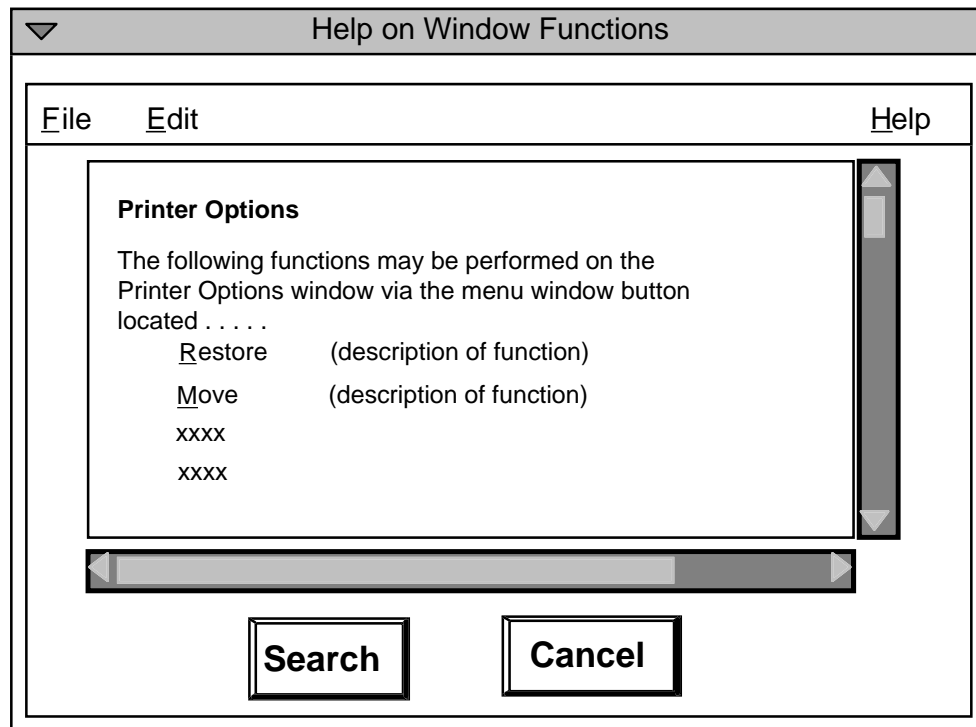 Help on Window Functions
File Edit Help
Printer Options
The following functions may be performed on the
Printer Options window via the menu window button
located . . . . .
Restore (description of function)
Move (description of function)
xxxx
xxxx
Search Cancel